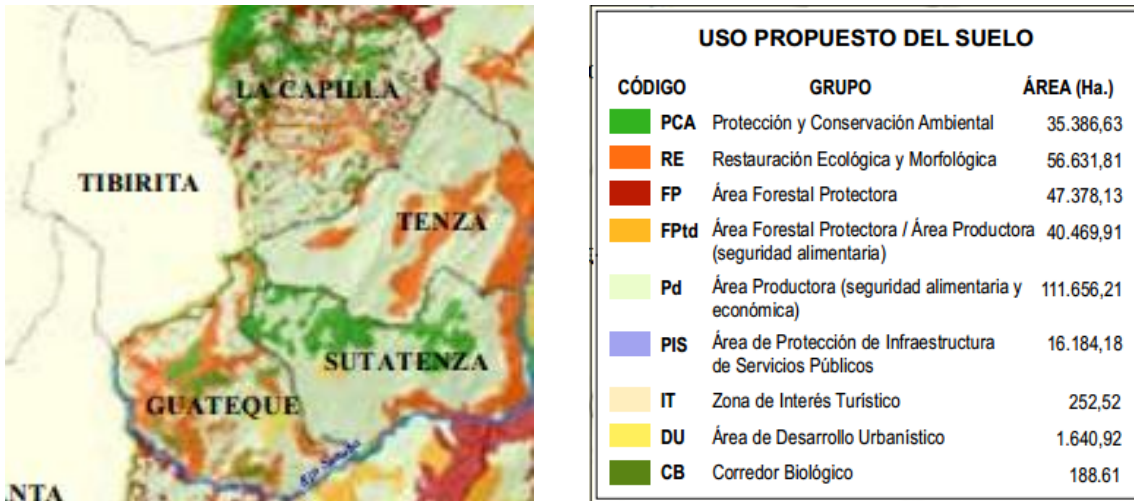 LA CAPILLA
TIBIRITA
TENZA
SUTATENZA
GUATEQUE
NTA
USO PROPUESTO DEL SUELO
CÓDIGO GRUPO ÁREA (Ha.)
PCA Protección y Conservación Ambiental 35.386,63
RE Restauración Ecológica y Morfológica 56.631,81
FP Área Forestal Protectora 47.378,13
FPtd Área Forestal Protectora / Área Productora 40.469,91
(seguridad alimentaria)
Pd Área Productora (seguridad alimentaria y 111.656,21
económica)
PIS Área de Protección de Infraestructura 16.184,18
de Servicios Públicos
IT Zona de Interés Turístico 252,52
DU Área de Desarrollo Urbanístico 1.640,92
CB Corredor Biológico 188.61